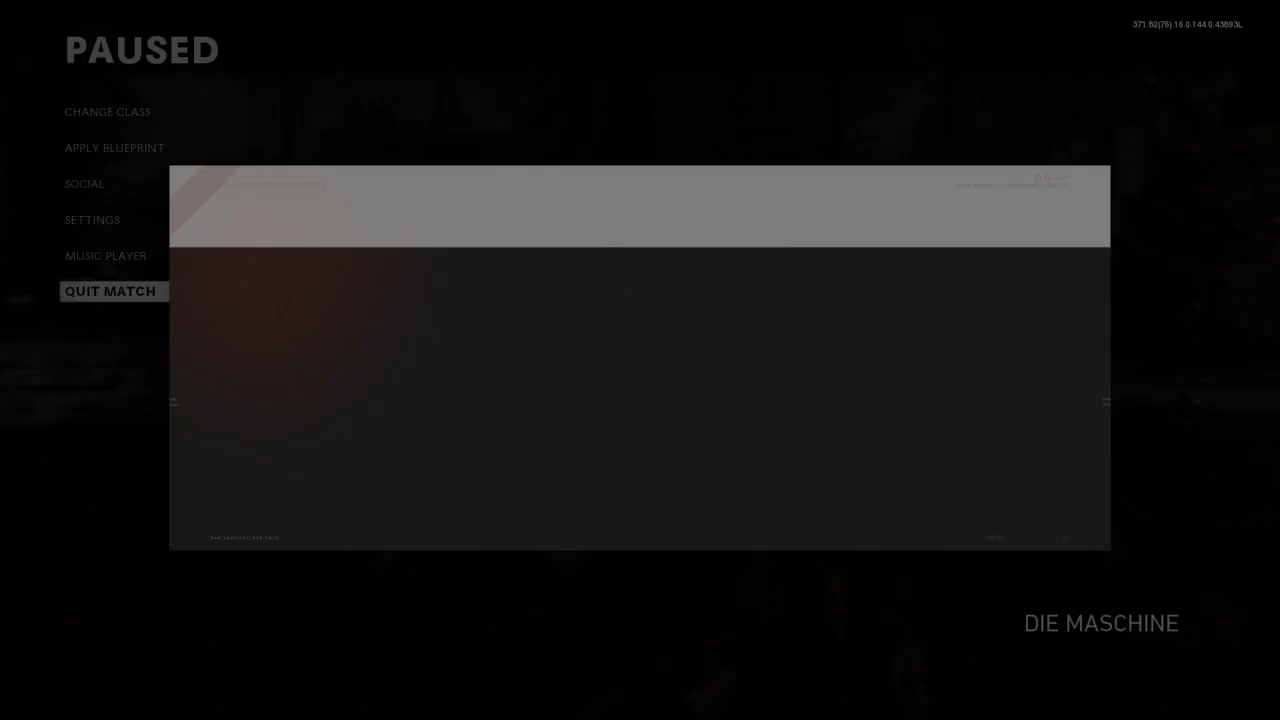 371.82(76).16.0.144.0.43893L
PAUSED
CHANGE CLASS
APPLY BLUEPRINT
SOCIAL
SETTINGS
MUSIC PLAYER
QUIT MATCH
DIE MASCHINE